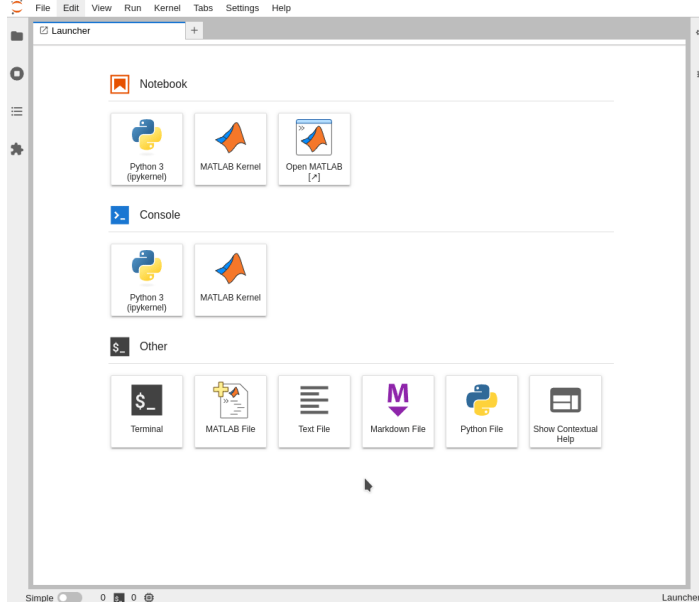 File Edit View Run Kernel Tabs Settings Help
Launcher +
Notebook
Python 3
(ipykernel)
MATLAB Kernel
Open MATLAB
[↗]
Console
Python 3
(ipykernel)
MATLAB Kernel
$_ Other
$_
Terminal
MATLAB File
Text File
M
Markdown File
Python File
Show Contextual
Help
Simple 0 $_ 0 Launcher